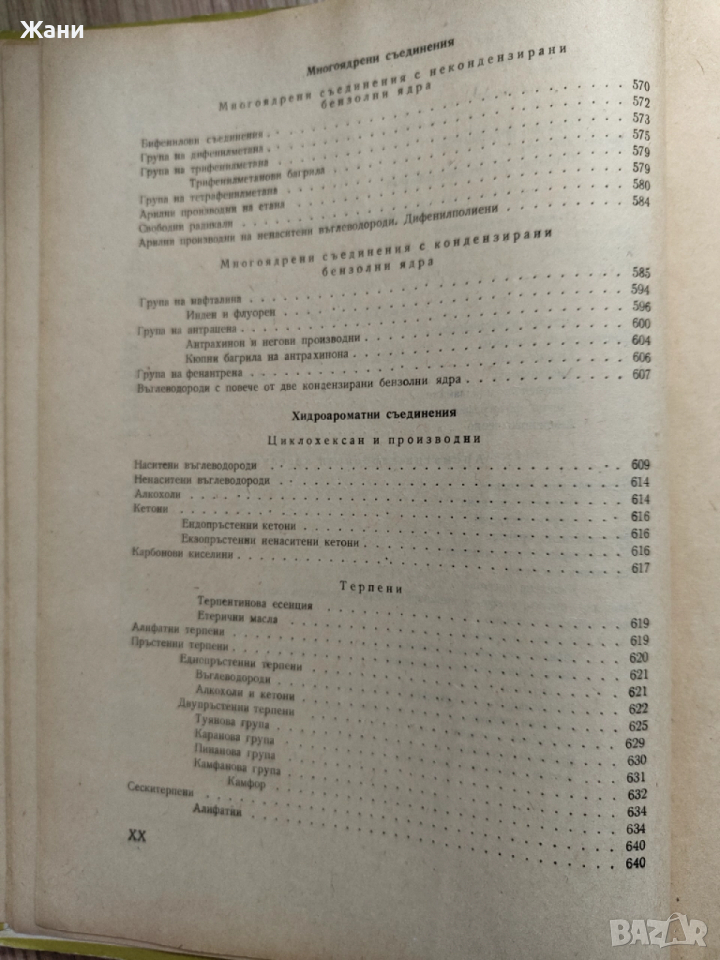 Жани
Многоядрени съединения
Многоядрени съединения с некондензирани
бензолни ядра
Бифенилови съединения 570
Група на дифенилметана 572
Група на трифенилметана 573
Трифенилметанови багрила 575
Група на тетрафенилметана 579
Арилни производни на етана 579
Свободни радикали 580
Арилни производни на ненаситени въглеводороди. Дифенилполиени 584
Многоядрени съединения с кондензирани
бензолни ядра
Група на нафталина 585
Инден и флуорен 594
Група на антрацена 596
Антрахинон и негови производни 600
Кюпни багрила на антрахинона 604
Група на фенантрена 606
Въглеводороди с повече от две кондензирани бензолни ядра 607
Хидроароматни съединения
Циклохексан и производни
Наситени въглеводороди 609
Ненаситени въглеводороди 614
Алкохоли 614
Кетони 616
Ендопръстенни кетони 616
Екзопръстенни ненаситени кетони 616
Карбонови киселини 617
Терпени
Терпентинова есенция 619
Етерични масла 619
Алифатни терпени 620
Пръстенни терпени 621
Еднопръстенни терпени 621
Въглеводороди 622
Алкохоли и кетони 625
Двупръстенни терпени 629
Туянова група 630
Каранова група 631
Пинанова група 632
Камфанова група 634
Камфор 634
Сескитерпени 640
Алифатни 640
XX
BAZAR